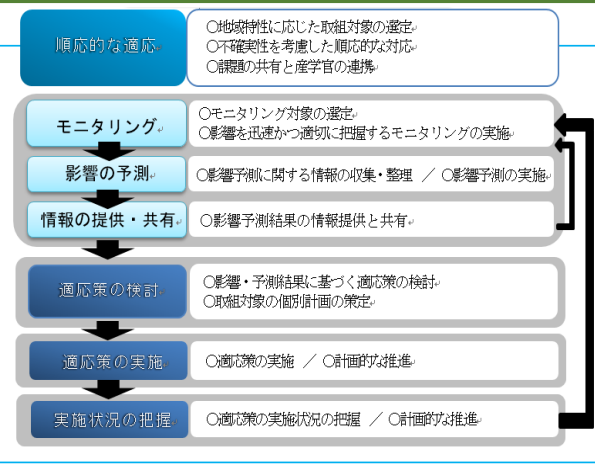 順応的な適応
○地域特性に応じた取組対象の選定
○不確実性を考慮した順応的な対応
○課題の共有と産学官の連携
モニタリング
○モニタリング対象の選定
○影響を迅速かつ適切に把握するモニタリングの実施
影響の予測
○影響予測に関する情報の収集・整理 ／ ○影響予測の実施
情報の提供・共有
○影響予測結果の情報提供と共有
適応策の検討
○影響・予測結果に基づく適応策の検討
○取組対象の個別計画の策定
適応策の実施
○適応策の実施 ／ ○計画的な推進
実施状況の把握
○適応策の実施状況の把握 ／ ○計画的な推進